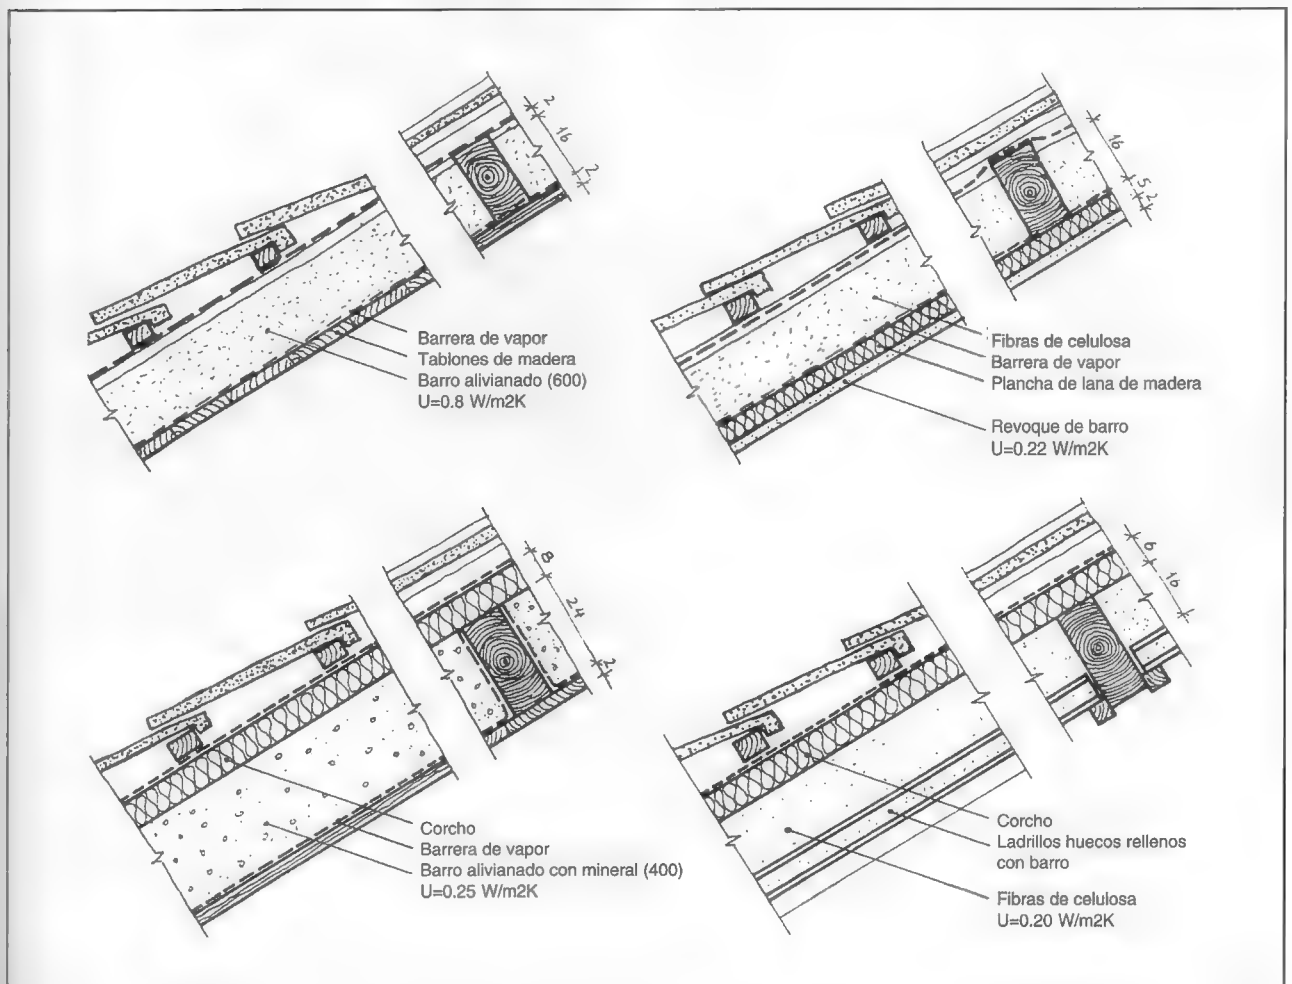 2
16
2
Barrera de vapor
Tablones de madera
Barro alivianado (600)
U=0.8 W/m2K
16
5
2
Fibras de celulosa
Barrera de vapor
Plancha de lana de madera
Revoque de barro
U=0.22 W/m2K
8
24
2
Corcho
Barrera de vapor
Barro alivianado con mineral (400)
U=0.25 W/m2K
6
16
Corcho
Ladrillos huecos rellenos
con barro
Fibras de celulosa
U=0.20 W/m2K